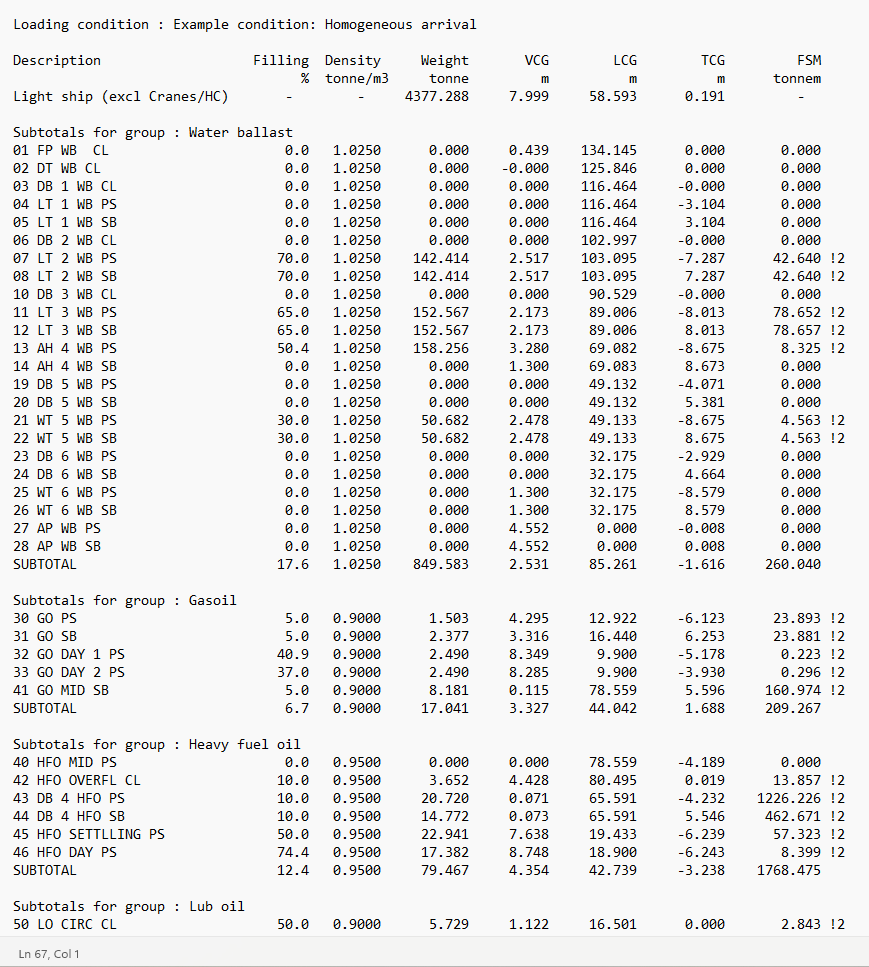 Loading condition : Example condition: Homogeneous arrival
Description Filling Density Weight VCG LCG TCG FSM
% tonne/m3 tonne m m m tonnem
Light ship (excl Cranes/HC) - - 4377.288 7.999 58.593 0.191 -
Subtotals for group : Water ballast
01 FP WB  CL 0.0 1.0250 0.000 0.439 134.145 0.000 0.000
02 DT WB CL 0.0 1.0250 0.000 -0.000 125.846 0.000 0.000
03 DB 1 WB CL 0.0 1.0250 0.000 0.000 116.464 -0.000 0.000
04 LT 1 WB PS 0.0 1.0250 0.000 0.000 116.464 -3.104 0.000
05 LT 1 WB SB 0.0 1.0250 0.000 0.000 116.464 3.104 0.000
06 DB 2 WB CL 0.0 1.0250 0.000 0.000 102.997 -0.000 0.000
07 LT 2 WB PS 70.0 1.0250 142.414 2.517 103.095 -7.287 42.640 !2
08 LT 2 WB SB 70.0 1.0250 142.414 2.517 103.095 7.287 42.640 !2
10 DB 3 WB CL 0.0 1.0250 0.000 0.000 90.529 -0.000 0.000
11 LT 3 WB PS 65.0 1.0250 152.567 2.173 89.006 -8.013 78.652 !2
12 LT 3 WB SB 65.0 1.0250 152.567 2.173 89.006 8.013 78.657 !2
13 AH 4 WB PS 50.4 1.0250 158.256 3.280 69.082 -8.675 8.325 !2
14 AH 4 WB SB 0.0 1.0250 0.000 1.300 69.083 8.673 0.000
19 DB 5 WB PS 0.0 1.0250 0.000 0.000 49.132 -4.071 0.000
20 DB 5 WB SB 0.0 1.0250 0.000 0.000 49.132 5.381 0.000
21 WT 5 WB PS 30.0 1.0250 50.682 2.478 49.133 -8.675 4.563 !2
22 WT 5 WB SB 30.0 1.0250 50.682 2.478 49.133 8.675 4.563 !2
23 DB 6 WB PS 0.0 1.0250 0.000 0.000 32.175 -2.929 0.000
24 DB 6 WB SB 0.0 1.0250 0.000 0.000 32.175 4.664 0.000
25 WT 6 WB PS 0.0 1.0250 0.000 1.300 32.175 -8.579 0.000
26 WT 6 WB SB 0.0 1.0250 0.000 1.300 32.175 8.579 0.000
27 AP WB PS 0.0 1.0250 0.000 4.552 0.000 -0.008 0.000
28 AP WB SB 0.0 1.0250 0.000 4.552 0.000 0.008 0.000
SUBTOTAL 17.6 1.0250 849.583 2.531 85.261 -1.616 260.040
Subtotals for group : Gasoil
30 GO PS 5.0 0.9000 1.503 4.295 12.922 -6.123 23.893 !2
31 GO SB 5.0 0.9000 2.377 3.316 16.440 6.253 23.881 !2
32 GO DAY 1 PS 40.9 0.9000 2.490 8.349 9.900 -5.178 0.223 !2
33 GO DAY 2 PS 37.0 0.9000 2.490 8.285 9.900 -3.930 0.296 !2
41 GO MID SB 5.0 0.9000 8.181 0.115 78.559 5.596 160.974 !2
SUBTOTAL 6.7 0.9000 17.041 3.327 44.042 1.688 209.267
Subtotals for group : Heavy fuel oil
40 HFO MID PS 0.0 0.9500 0.000 0.000 78.559 -4.189 0.000
42 HFO OVERFL CL 10.0 0.9500 3.652 4.428 80.495 0.019 13.857 !2
43 DB 4 HFO PS 10.0 0.9500 20.720 0.071 65.591 -4.232 1226.226 !2
44 DB 4 HFO SB 10.0 0.9500 14.772 0.073 65.591 5.546 462.671 !2
45 HFO SETTLLING PS 50.0 0.9500 22.941 7.638 19.433 -6.239 57.323 !2
46 HFO DAY PS 74.4 0.9500 17.382 8.748 18.900 -6.243 8.399 !2
SUBTOTAL 12.4 0.9500 79.467 4.354 42.739 -3.238 1768.475
Subtotals for group : Lub oil
50 LO CIRC CL 50.0 0.9000 5.729 1.122 16.501 0.000 2.843 !2
Ln 67, Col 1